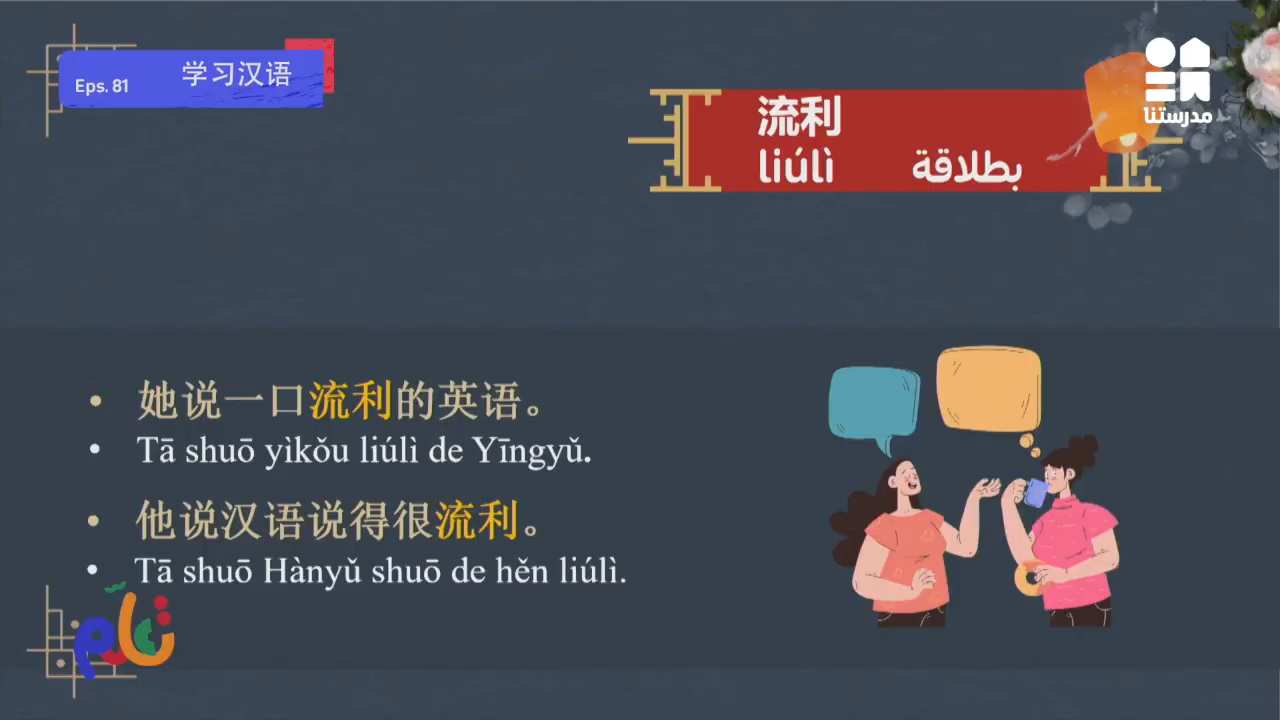 Eps. 81
学习汉语
مدرستنا
流利
liúlì
بطلاقة
她说一口流利的英语。
Tā shuō yìkǒu liúlì de Yīngyǔ.
他说汉语说得很流利。
Tā shuō Hànyǔ shuō de hěn liúlì.